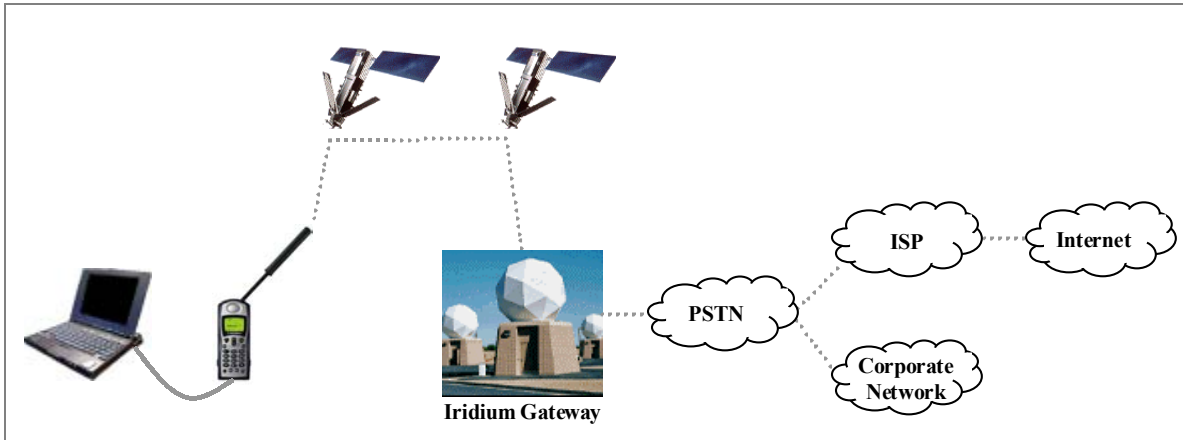 ISP
Internet
PSTN
Corporate
Network
Iridium Gateway